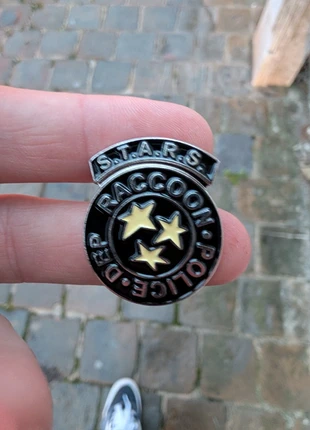 S.T.A.R.S.
RACCOON • POLICE • DEP